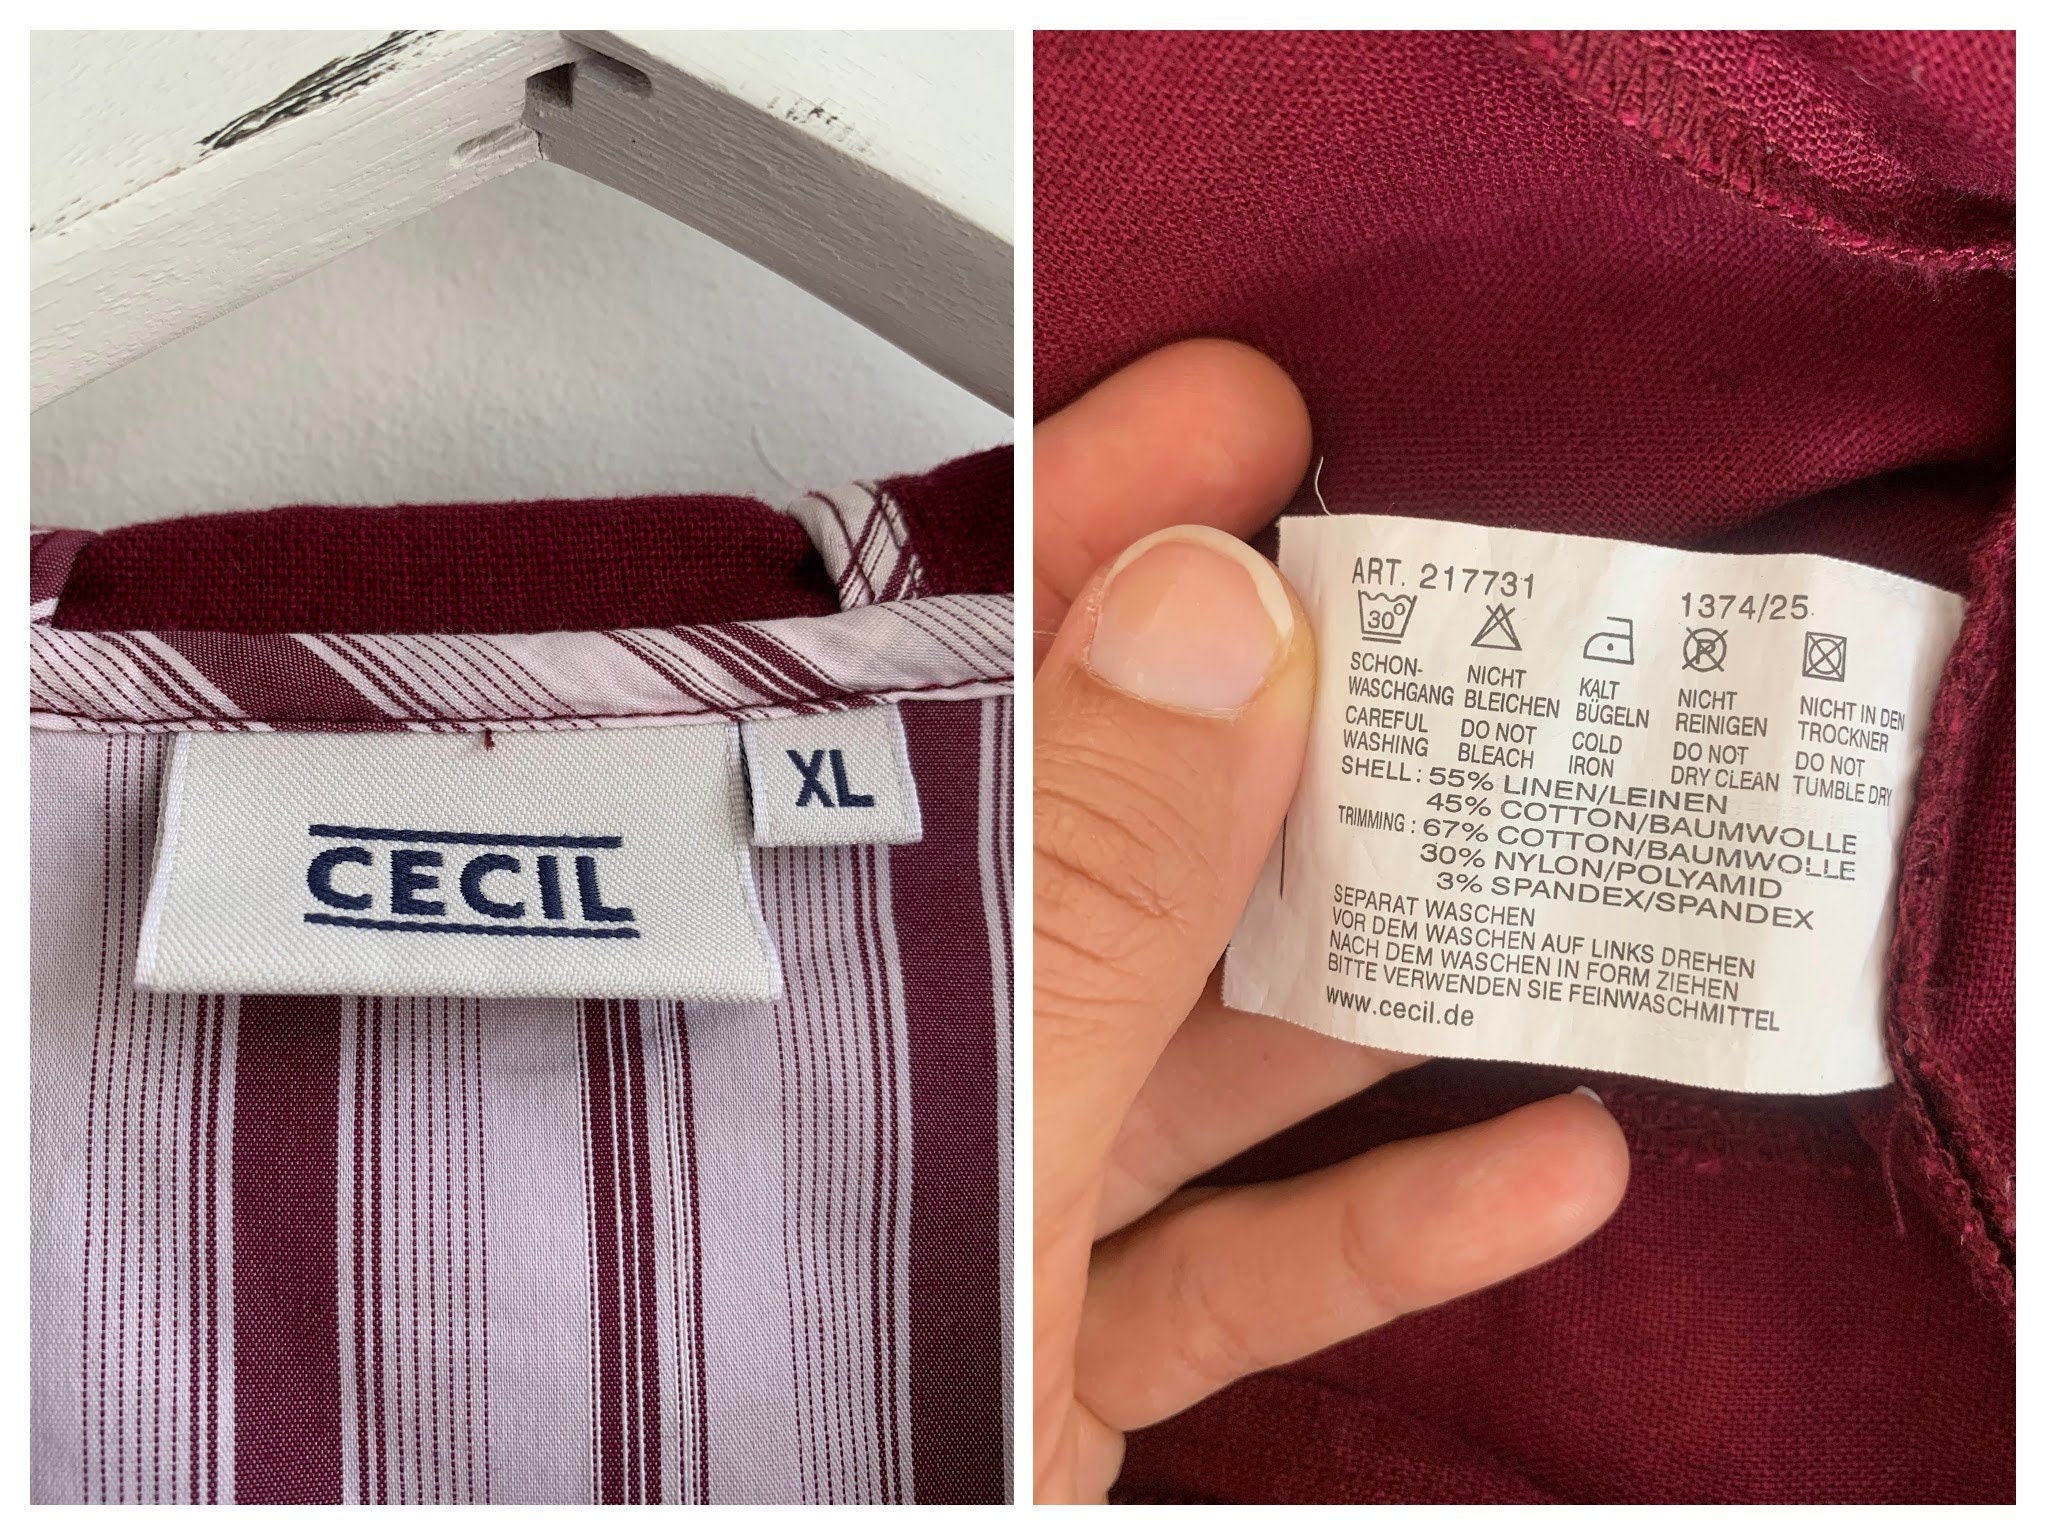 CECIL
XL
ART. 217731
1374/25
30°
P
SCHON-
WASCHGANG
NICHT
BLEICHEN
KALT
BÜGELN
NICHT
REINIGEN
NICHT IN DEN
TROCKNER
CAREFUL
WASHING
DO NOT
BLEACH
COLD
IRON
DO NOT
DRY CLEAN
DO NOT
TUMBLE DRY
SHELL: 55% LINEN/LEINEN
45% COTTON/BAUMWOLLE
TRIMMING: 67% COTTON/BAUMWOLLE
30% NYLON/POLYAMID
3% SPANDEX/SPANDEX
SEPARAT WASCHEN
VOR DEM WASCHEN AUF LINKS DREHEN
NACH DEM WASCHEN IN FORM ZIEHEN
BITTE VERWENDEN SIE FEINWASCHMITTEL
www.cecil.de